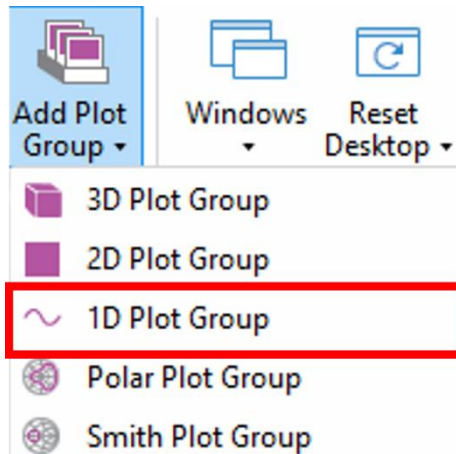 Add Plot
Group
Windows
Reset
Desktop
3D Plot Group
2D Plot Group
1D Plot Group
Polar Plot Group
Smith Plot Group